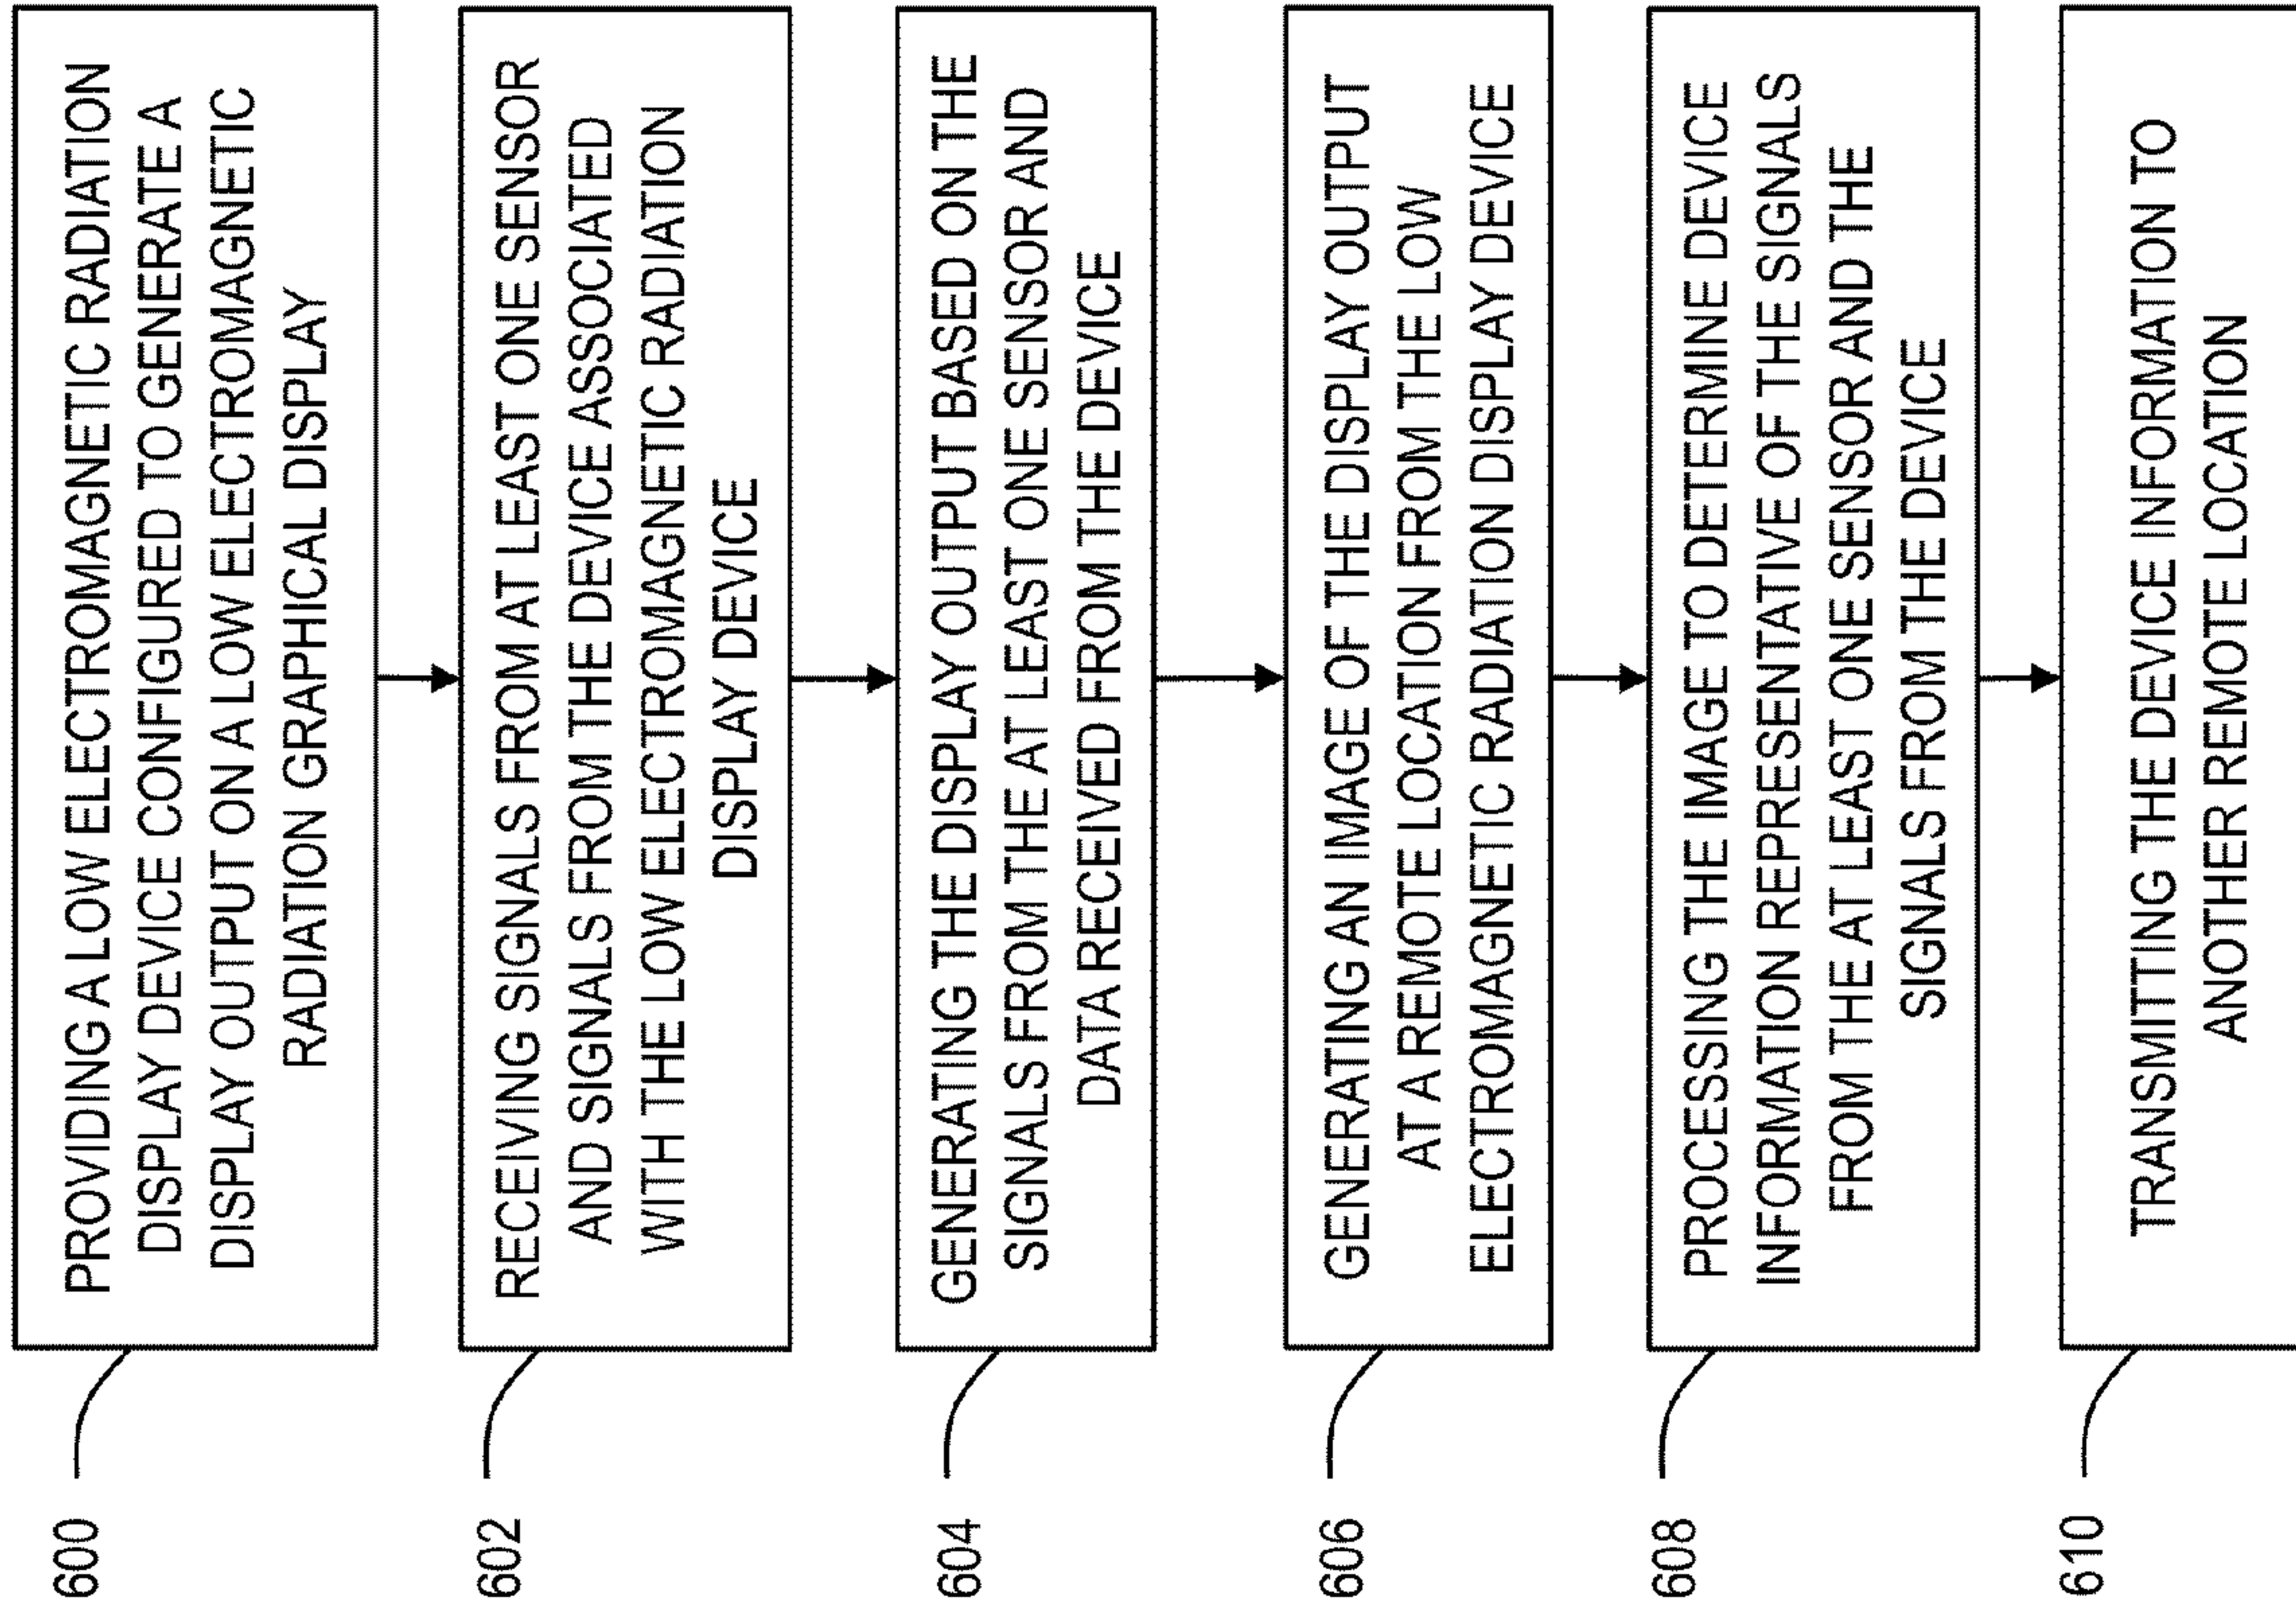 600
PROVIDING A LOW ELECTROMAGNETIC RADIATION
DISPLAY DEVICE CONFIGURED TO GENERATE A
DISPLAY OUTPUT ON A LOW ELECTROMAGNETIC
RADIATION GRAPHICAL DISPLAY
602
RECEIVING SIGNALS FROM AT LEAST ONE SENSOR
AND SIGNALS FROM THE DEVICE ASSOCIATED
WITH THE LOW ELECTROMAGNETIC RADIATION
DISPLAY DEVICE
604
GENERATING THE DISPLAY OUTPUT BASED ON THE
SIGNALS FROM THE AT LEAST ONE SENSOR AND
DATA RECEIVED FROM THE DEVICE
606
GENERATING AN IMAGE OF THE DISPLAY OUTPUT
AT A REMOTE LOCATION FROM THE LOW
ELECTROMAGNETIC RADIATION DISPLAY DEVICE
608
PROCESSING THE IMAGE TO DETERMINE DEVICE
INFORMATION REPRESENTATIVE OF THE SIGNALS
FROM THE AT LEAST ONE SENSOR AND THE
SIGNALS FROM THE DEVICE
610
TRANSMITTING THE DEVICE INFORMATION TO
ANOTHER REMOTE LOCATION